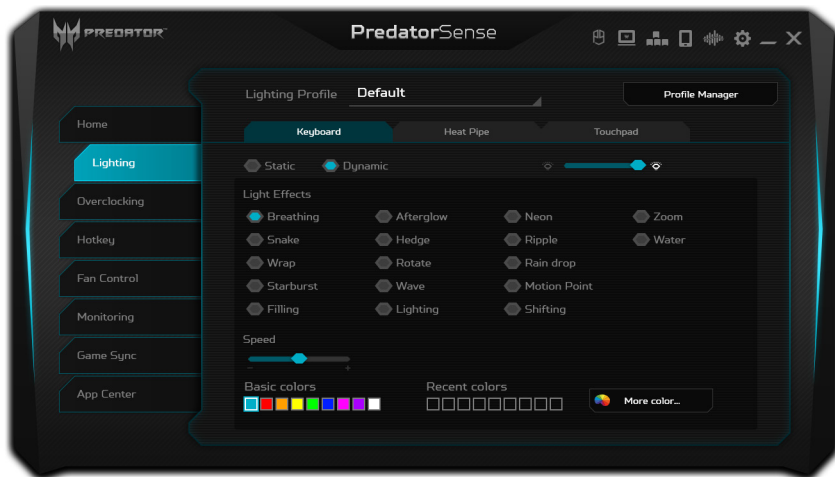 PREDATOR
PredatorSense
Lighting Profile Default Profile Manager
Home
Lighting
Overclocking
Hotkey
Fan Control
Monitoring
Game Sync
App Center
Keyboard Heat Pipe Touchpad
Static Dynamic
Light Effects
Breathing Afterglow Neon Zoom
Snake Hedge Ripple Water
Wrap Rotate Rain drop
Starburst Wave Motion Point
Filling Lighting Shifting
Speed
- +
Basic colors Recent colors More color...